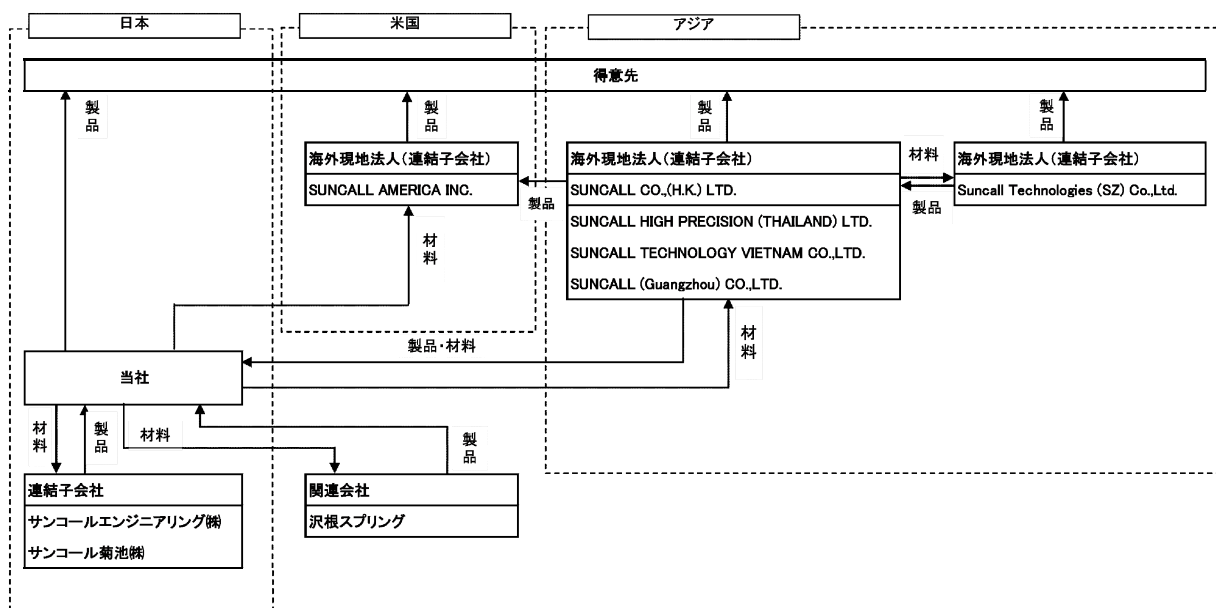 日本
米国
アジア
得意先
製品
製品
製品
製品
海外現地法人（連結子会社）
SUNCALL AMERICA INC.
海外現地法人（連結子会社）
SUNCALL CO.,(H.K.) LTD.
SUNCALL HIGH PRECISION (THAILAND) LTD.
SUNCALL TECHNOLOGY VIETNAM CO.,LTD.
SUNCALL (Guangzhou) CO.,LTD.
材料
製品
海外現地法人（連結子会社）
Suncall Technologies (SZ) Co.,Ltd.
製品
材料
製品・材料
材料
当社
材料
製品
材料
製品
連結子会社
サンコールエンジニアリング㈱
サンコール菊池㈱
関連会社
沢根スプリング